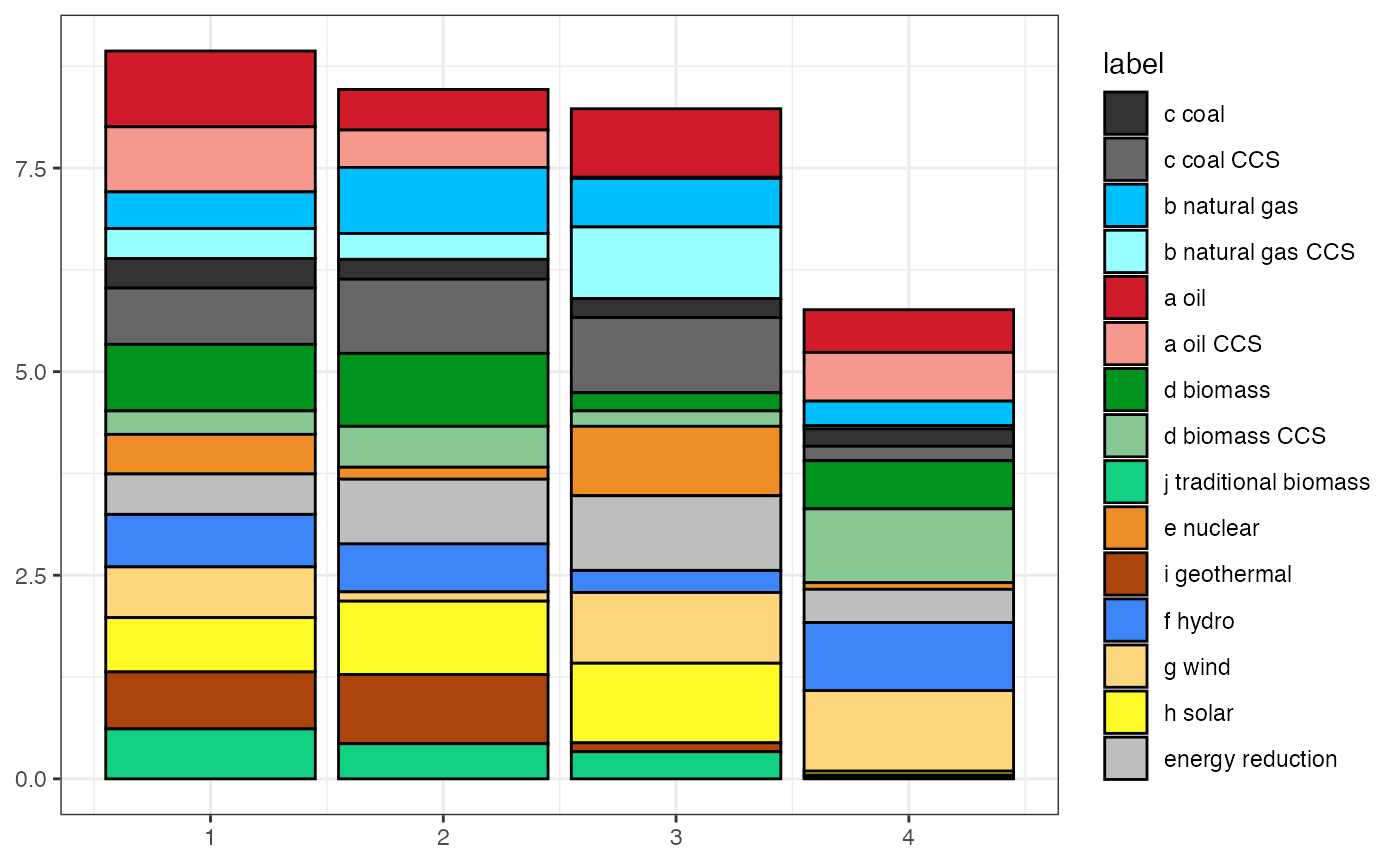 7.5
5.0
2.5
0.0
1
2
3
4
label
c coal
c coal CCS
b natural gas
b natural gas CCS
a oil
a oil CCS
d biomass
d biomass CCS
j traditional biomass
e nuclear
i geothermal
f hydro
g wind
h solar
energy reduction